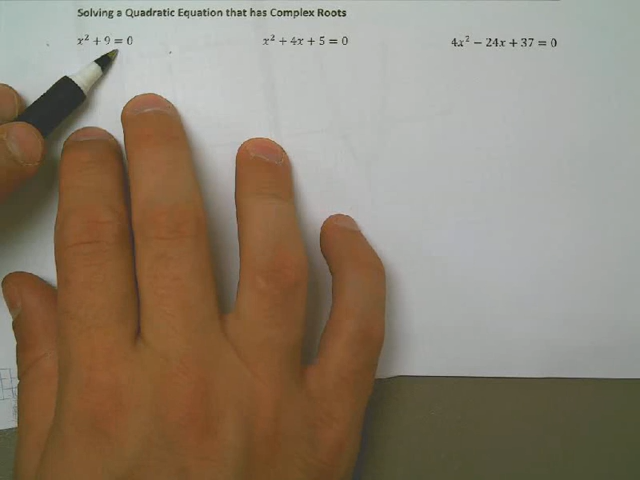 Solving a Quadratic Equation that has Complex Roots
x² + 9 = 0 x² + 4x + 5 = 0 4x² − 24x + 37 = 0